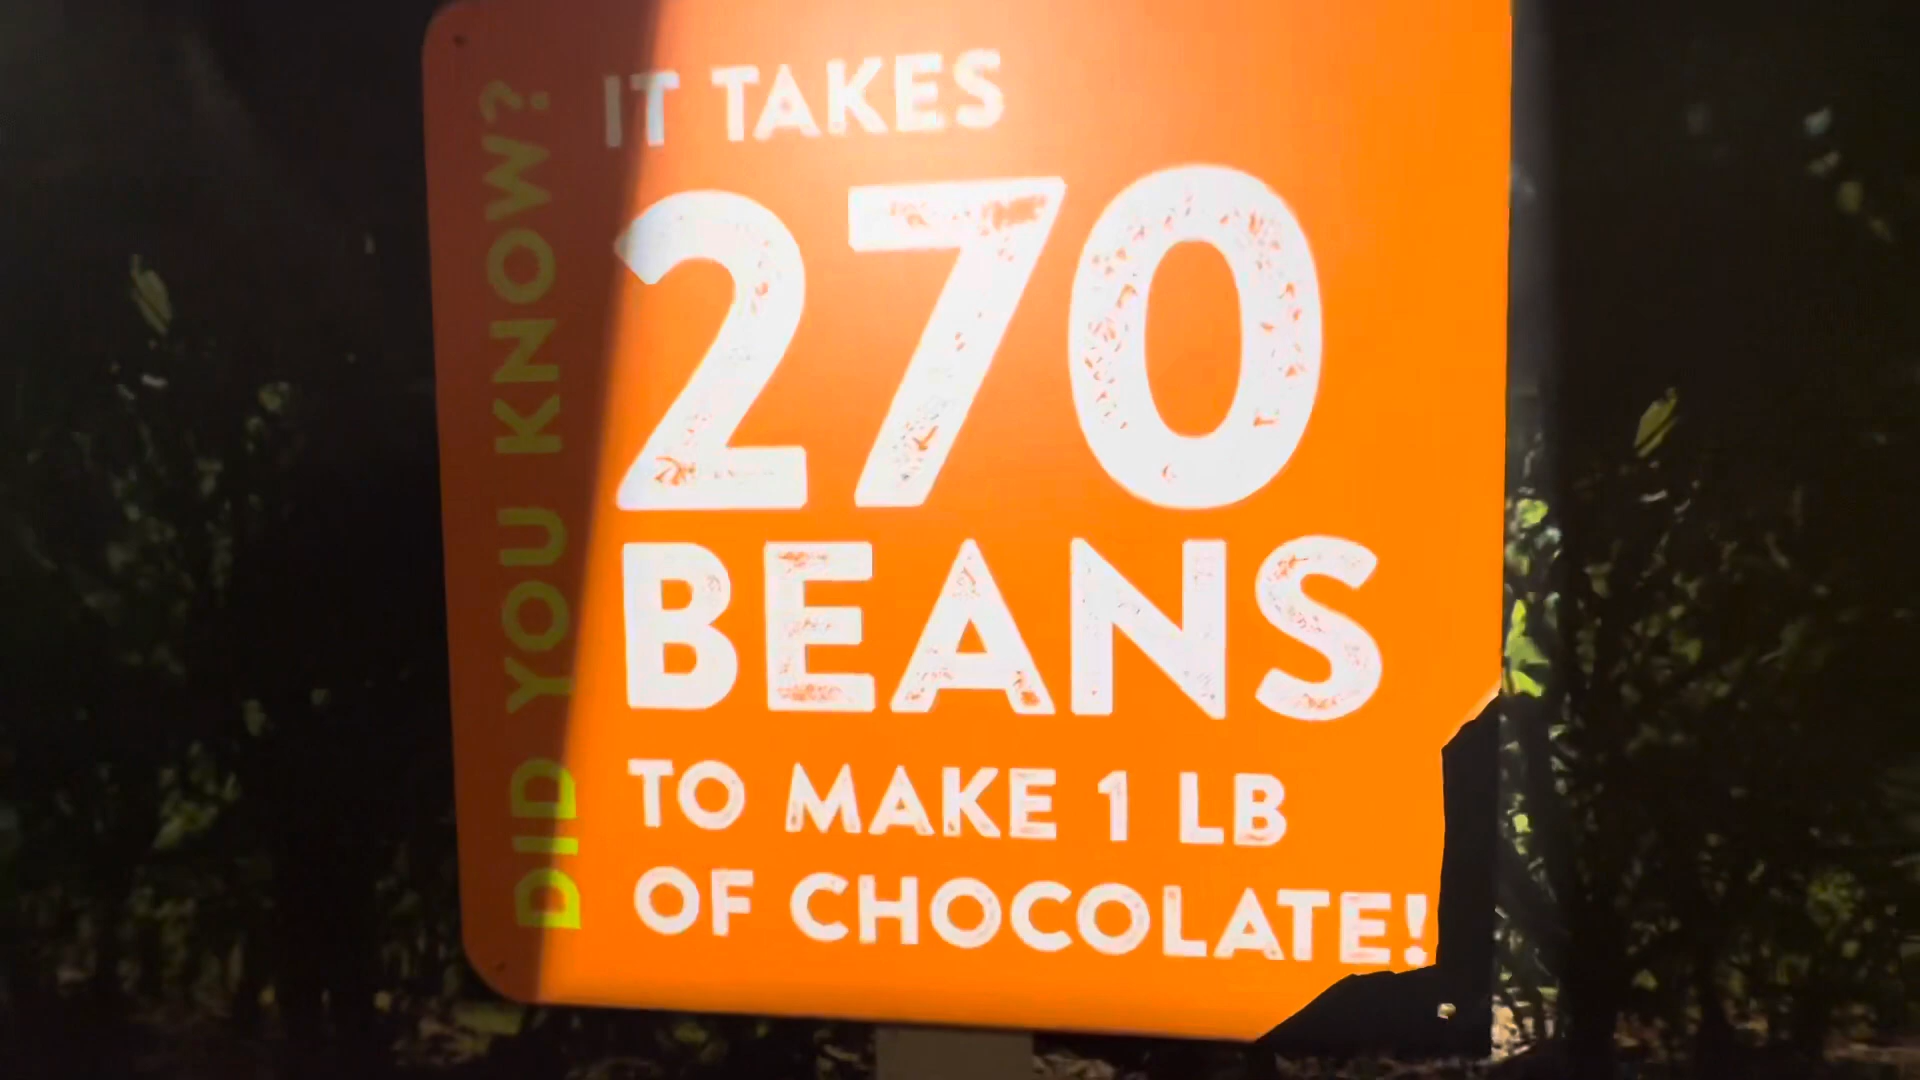 DID YOU KNOW?
IT TAKES
270
BEANS
TO MAKE 1 LB
OF CHOCOLATE!